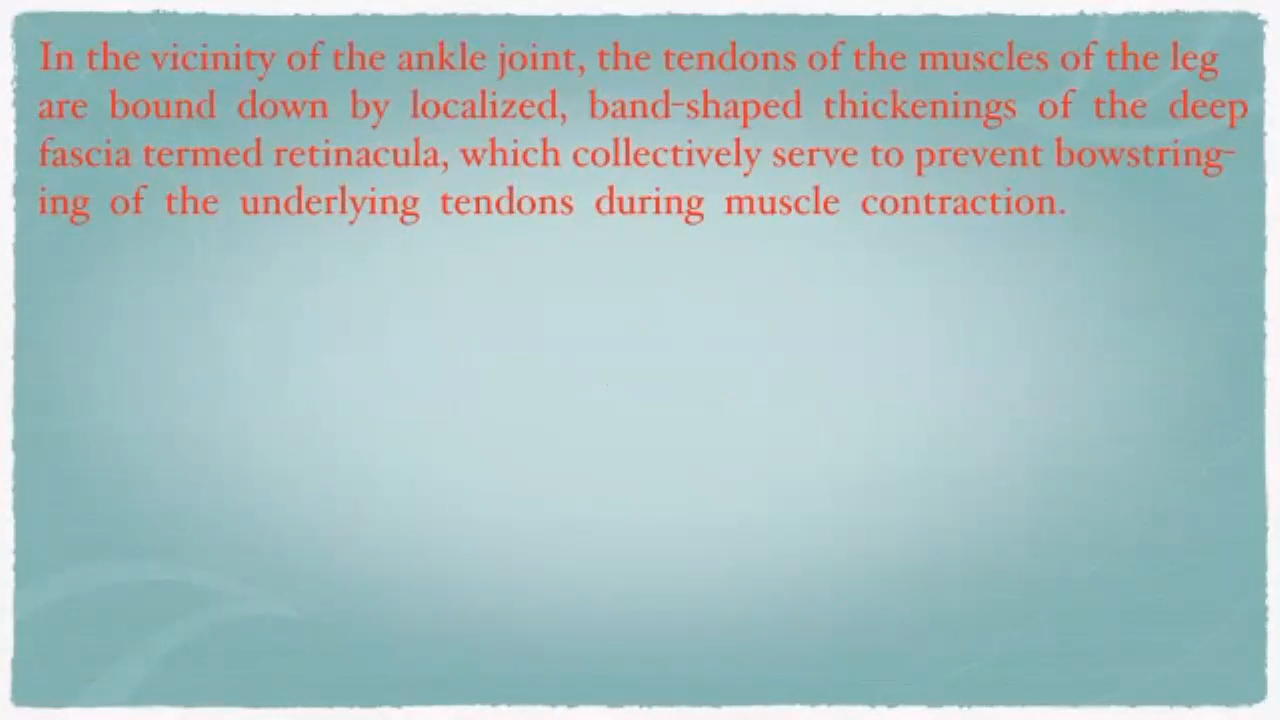 In the vicinity of the ankle joint, the tendons of the muscles of the leg
are bound down by localized, band-shaped thickenings of the deep
fascia termed retinacula, which collectively serve to prevent bowstring-
ing of the underlying tendons during muscle contraction.